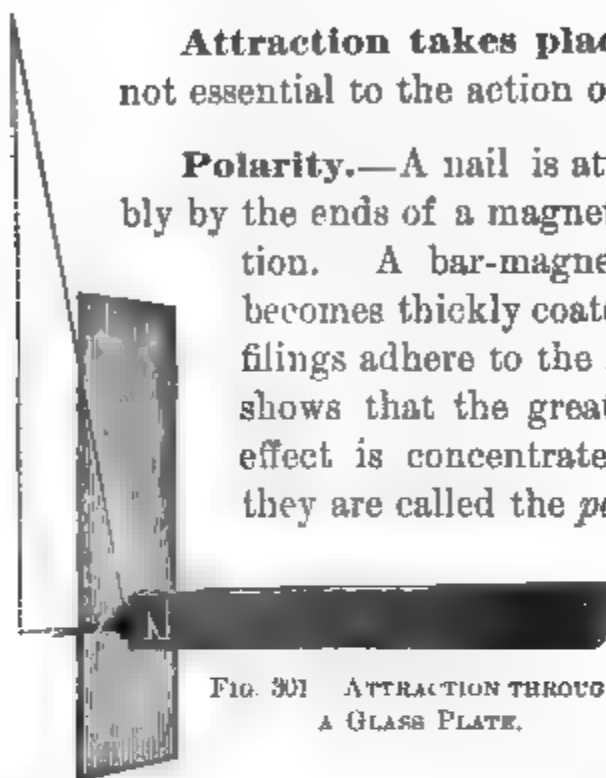 Attraction takes plac
not essential to the action o
Polarity.—A nail is at
bly by the ends of a magne
tion. A bar-magne
becomes thickly coat
filings adhere to the
shows that the great
effect is concentrate
they are called the po
N
FIG. 301 ATTRACTION THROUG
A GLASS PLATE.